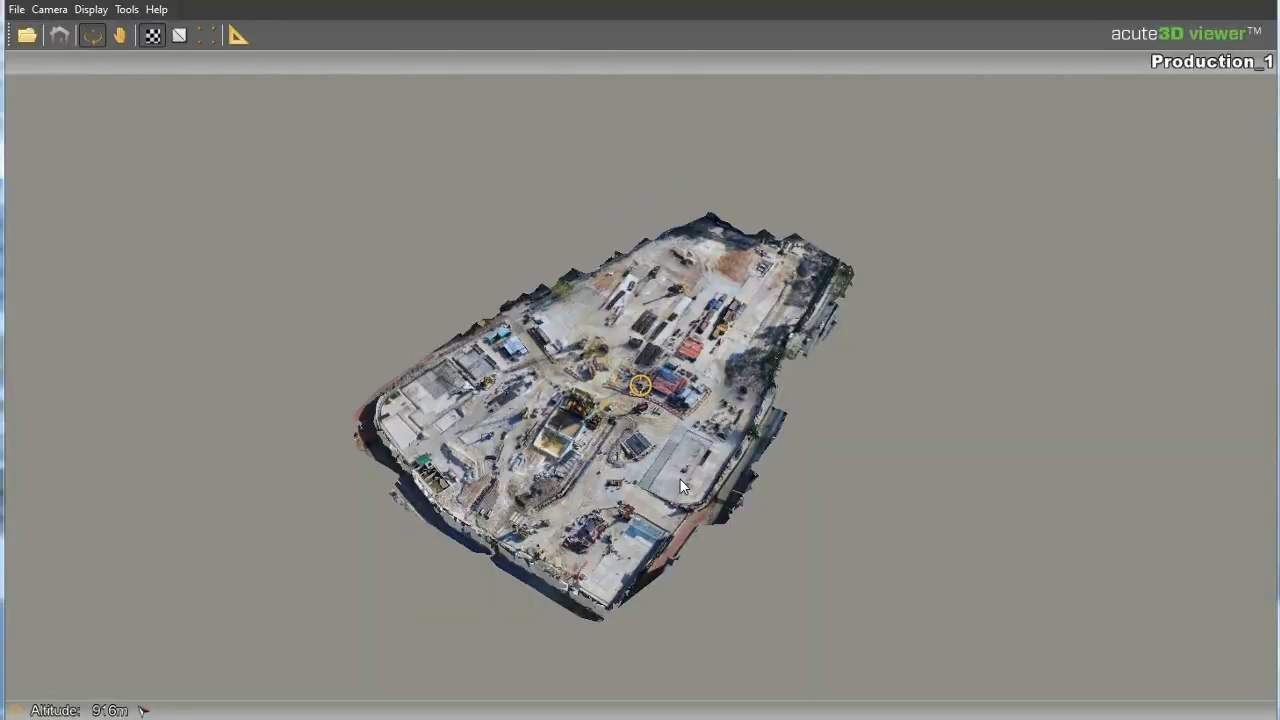 File Camera Display Tools Help
acute3D viewer™
Production_1
Altitude: 916m